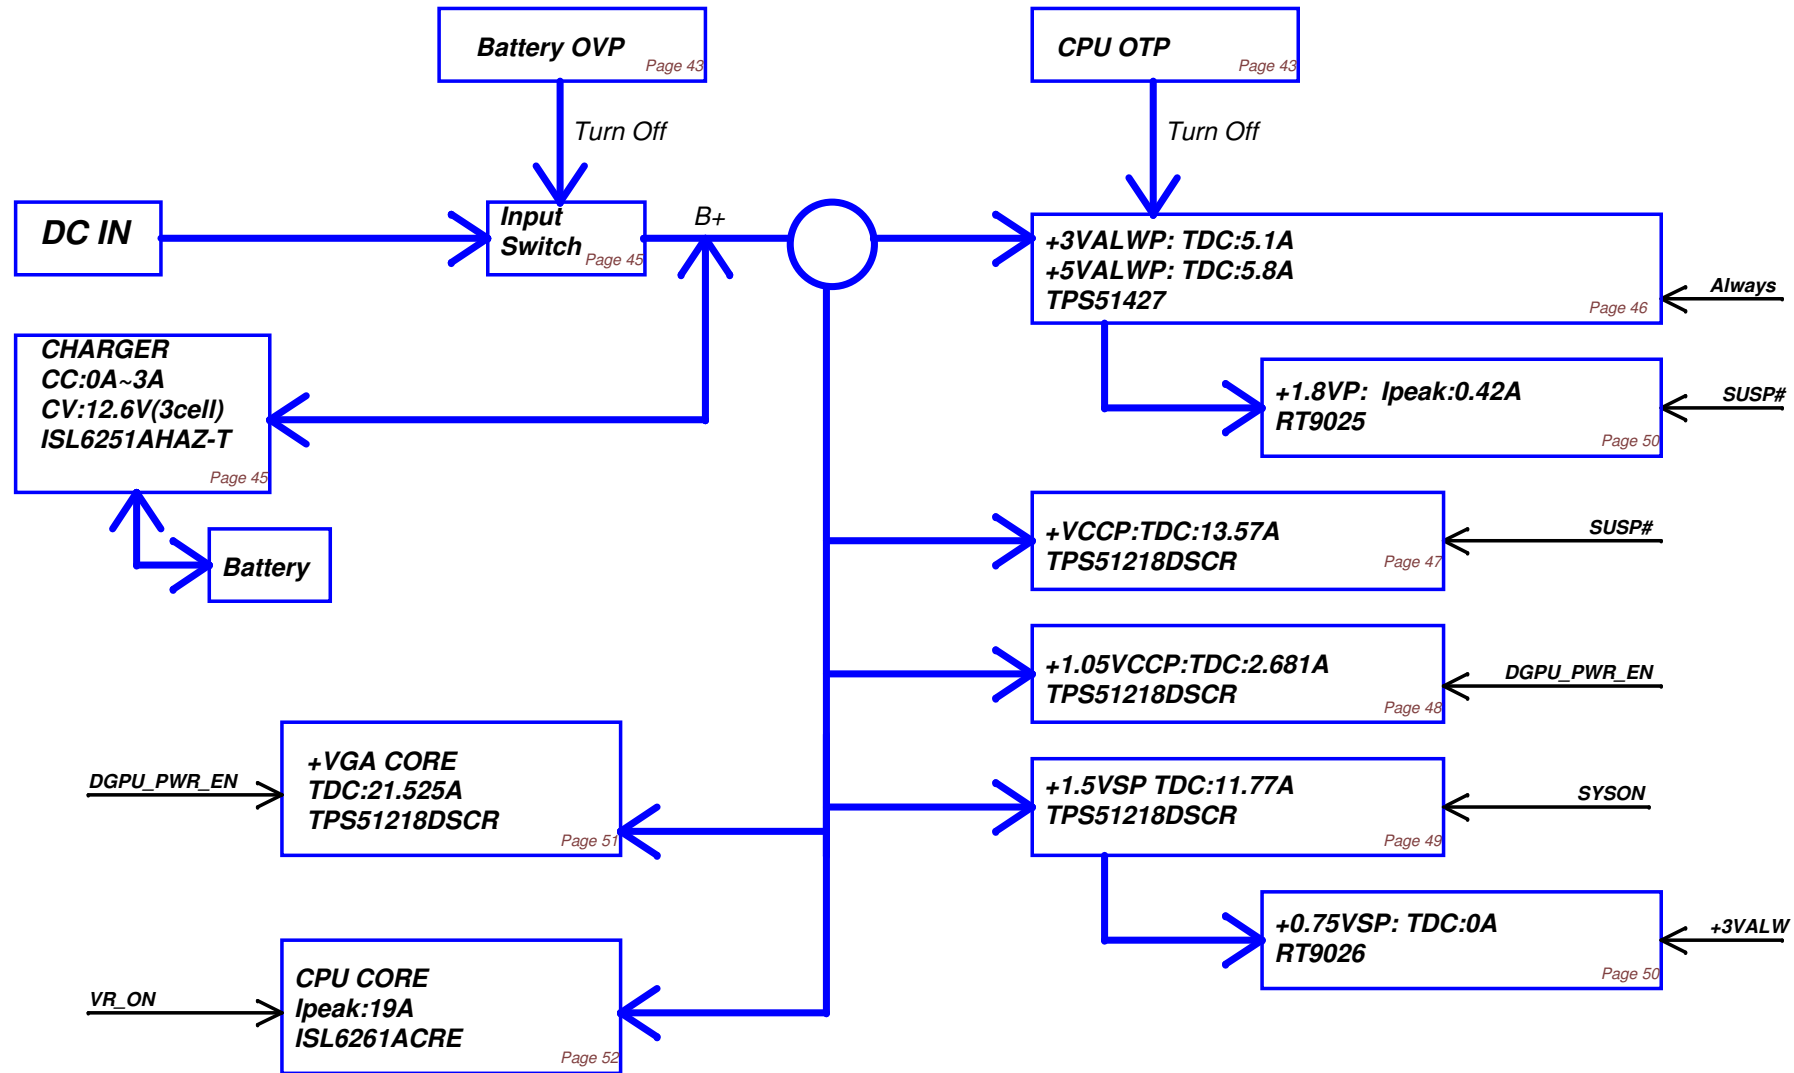 Battery OVP
Page 43
CPU OTP
Page 43
Turn Off
Turn Off
DC IN
Input
Switch
Page 45
B+
+3VALWP: TDC:5.1A
+5VALWP: TDC:5.8A
TPS51427
Page 46
Always
CHARGER
CC:0A~3A
CV:12.6V(3cell)
ISL6251AHAZ-T
Page 45
+1.8VP: Ipeak:0.42A
RT9025
Page 50
SUSP#
Battery
+VCCP:TDC:13.57A
TPS51218DSCR
Page 47
SUSP#
+1.05VCCP:TDC:2.681A
TPS51218DSCR
Page 48
DGPU_PWR_EN
DGPU_PWR_EN
+VGA CORE
TDC:21.525A
TPS51218DSCR
Page 51
+1.5VSP TDC:11.77A
TPS51218DSCR
Page 49
SYSON
+0.75VSP: TDC:0A
RT9026
Page 50
+3VALW
VR_ON
CPU CORE
Ipeak:19A
ISL6261ACRE
Page 52